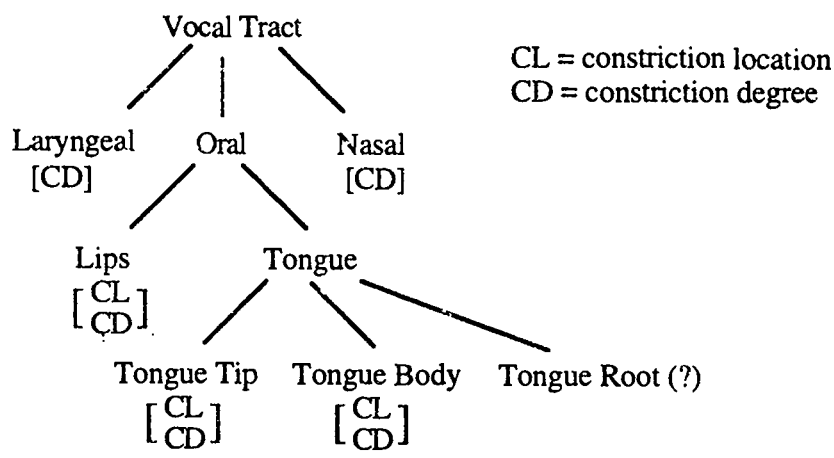 Vocal Tract
CL = constriction location
CD = constriction degree
Laryngeal Oral Nasal
[CD] [CD]
Lips Tongue
[CL
CD]
Tongue Tip Tongue Body Tongue Root (?)
[CL [CL
CD] CD]